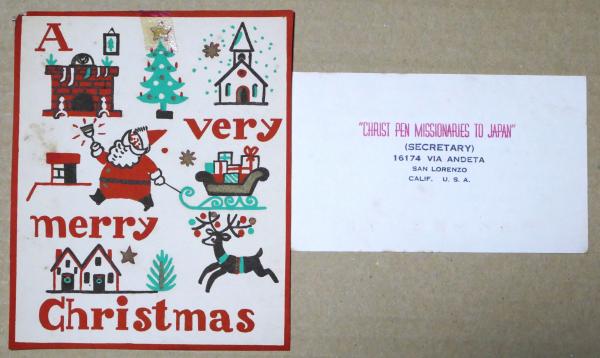 A
very
merry
Christmas
"CHRIST PEN MISSIONARIES TO JAPAN"
(SECRETARY)
16174 VIA ANDETA
SAN LORENZO
CALIF. U. S. A.